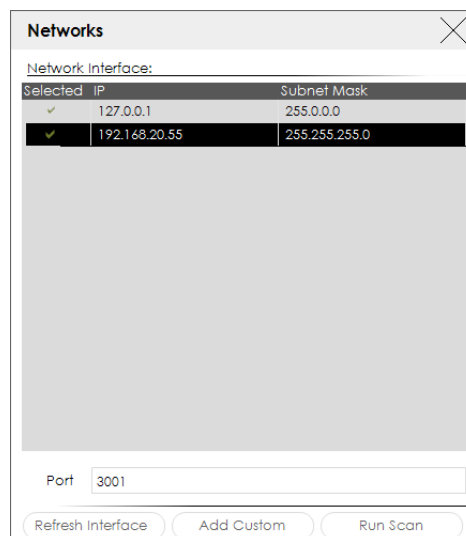 Networks
Network Interface:
Selected IP Subnet Mask
127.0.0.1 255.0.0.0
192.168.20.55 255.255.255.0
Port 3001
Refresh Interface Add Custom Run Scan